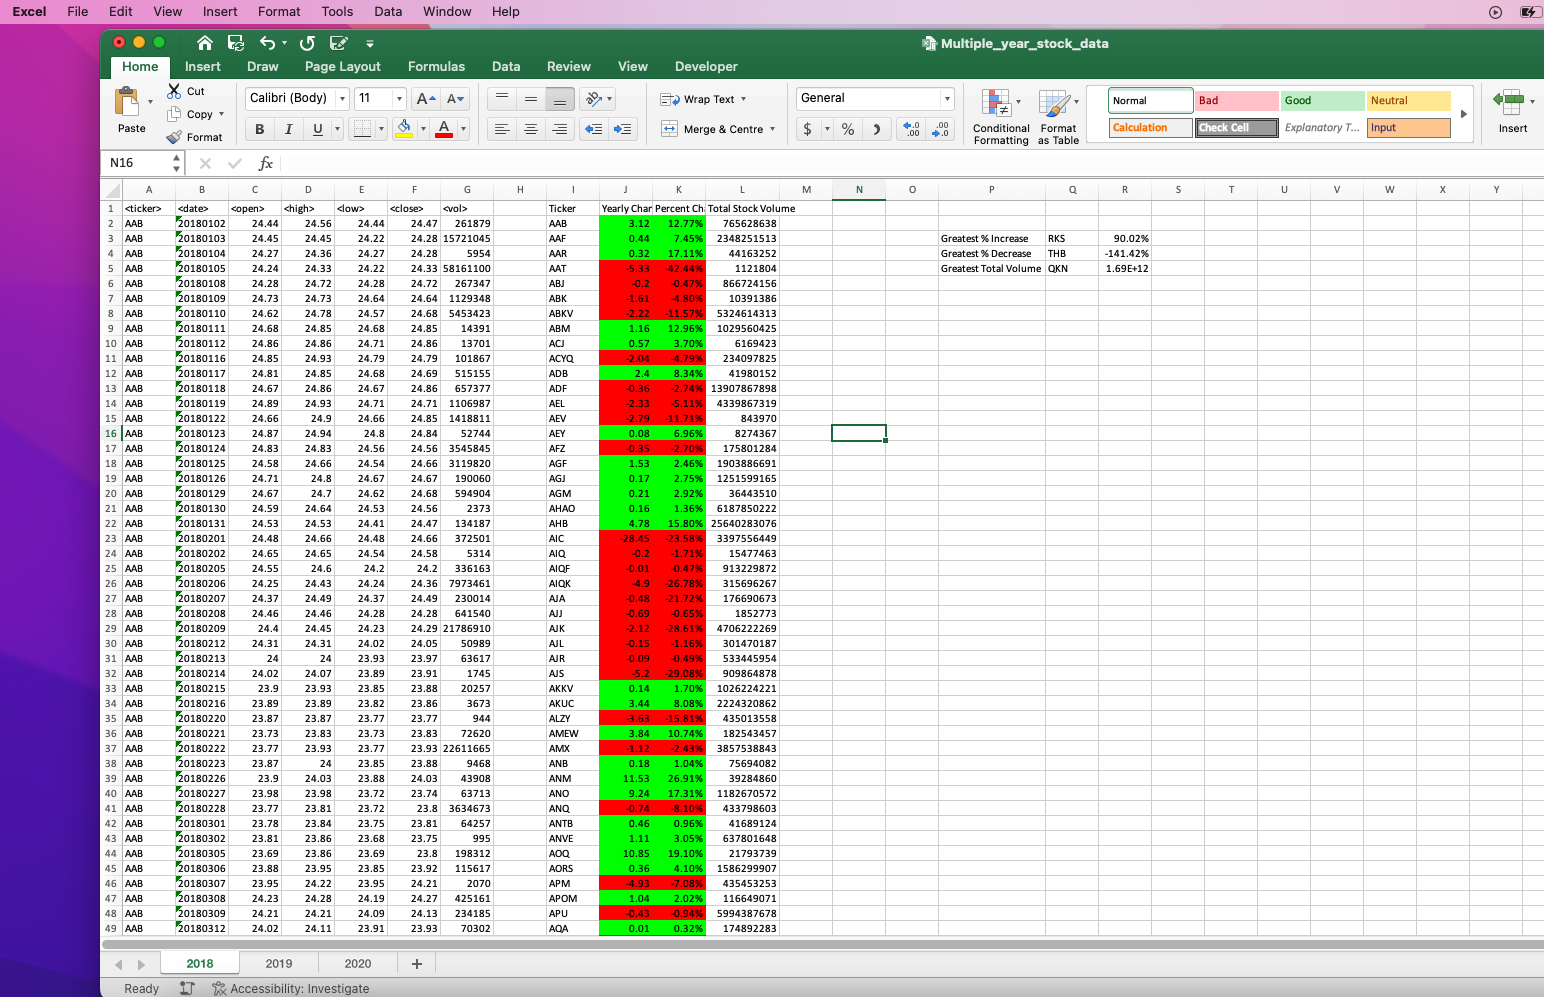 Excel File Edit View Insert Format Tools Data Window Help
Multiple_year_stock_data
Home Insert Draw Page Layout Formulas Data Review View Developer
Paste Cut Copy Format
Calibri (Body) 11 A A Wrap Text General
B I U A Merge & Centre $ % .00 .00
Conditional Formatting Format as Table
Normal Bad Good Neutral
Calculation Check Cell Explanatory T... Input
Insert
N16 fx
A B C D E F G H I J K L M N O P Q R S T U V W X Y
1 <ticker> <date> <open> <high> <low> <close> <vol> Ticker Yearly Char Percent Ch Total Stock Volume
2 AAB 20180102 24.44 24.56 24.44 24.47 261879 AAB 3.12 12.77% 765628638
3 AAB 20180103 24.45 24.45 24.22 24.28 15721045 AAF 0.44 7.45% 2348251513 Greatest % Increase RKS 90.02%
4 AAB 20180104 24.27 24.36 24.27 24.28 5954 AAR 0.32 17.11% 44163252 Greatest % Decrease THB -141.42%
5 AAB 20180105 24.24 24.33 24.22 24.33 58161100 AAT -5.33 -42.44% 1121804 Greatest Total Volume QKN 1.69E+12
6 AAB 20180108 24.28 24.72 24.28 24.72 267347 ABJ -0.2 -0.47% 866724156
7 AAB 20180109 24.73 24.73 24.64 24.64 1129348 ABK -1.61 -4.80% 10391386
8 AAB 20180110 24.62 24.78 24.57 24.68 5453423 ABKV -2.22 -11.57% 5324614313
9 AAB 20180111 24.68 24.85 24.68 24.85 14391 ABM 1.16 12.96% 1029560425
10 AAB 20180112 24.86 24.86 24.71 24.86 13701 ACJ 0.57 3.70% 6169423
11 AAB 20180116 24.85 24.93 24.79 24.79 101867 ACYQ -2.04 -4.79% 234097825
12 AAB 20180117 24.81 24.85 24.68 24.69 515155 ADB 2.4 8.34% 41980152
13 AAB 20180118 24.67 24.86 24.67 24.86 657377 ADF -0.36 -2.74% 13907867898
14 AAB 20180119 24.89 24.93 24.71 24.71 1106987 AEL -2.33 -5.11% 4339867319
15 AAB 20180122 24.66 24.9 24.66 24.85 1418811 AEV -2.79 -11.71% 843970
16 AAB 20180123 24.87 24.94 24.8 24.84 52744 AEY 0.08 6.96% 8274367
17 AAB 20180124 24.83 24.83 24.56 24.56 3545845 AFZ -0.35 -2.70% 175801284
18 AAB 20180125 24.58 24.66 24.54 24.66 3119820 AGF 1.53 2.46% 1903886691
19 AAB 20180126 24.71 24.8 24.67 24.67 190060 AGJ 0.17 2.75% 1251599165
20 AAB 20180129 24.67 24.7 24.62 24.68 594904 AGM 0.21 2.92% 36443510
21 AAB 20180130 24.59 24.64 24.53 24.56 2373 AHAO 0.16 1.36% 6187850222
22 AAB 20180131 24.53 24.53 24.41 24.47 134187 AHB 4.78 15.80% 25640283076
23 AAB 20180201 24.48 24.66 24.48 24.66 372501 AIC -28.45 -23.58% 3397556449
24 AAB 20180202 24.65 24.65 24.54 24.58 5314 AIQ -0.2 -1.71% 15477463
25 AAB 20180205 24.55 24.6 24.2 24.2 336163 AIQF -0.01 -0.47% 913229872
26 AAB 20180206 24.25 24.43 24.24 24.36 7973461 AIQK -4.9 -26.78% 315696267
27 AAB 20180207 24.37 24.49 24.37 24.49 230014 AJA -0.48 -21.72% 176690673
28 AAB 20180208 24.46 24.46 24.28 24.28 641540 AJJ -0.69 -0.65% 1852773
29 AAB 20180209 24.4 24.45 24.23 24.29 21786910 AJK -2.12 -28.61% 4706222269
30 AAB 20180212 24.31 24.31 24.02 24.05 50989 AJL -0.15 -1.16% 301470187
31 AAB 20180213 24 24 23.93 23.97 63617 AJR -0.09 -0.49% 533445954
32 AAB 20180214 24.02 24.07 23.89 23.91 1745 AJS -5.2 -29.08% 909864878
33 AAB 20180215 23.9 23.93 23.85 23.88 20257 AKKV 0.14 1.70% 1026224221
34 AAB 20180216 23.89 23.89 23.82 23.86 3673 AKUC 3.44 8.08% 2224320862
35 AAB 20180220 23.87 23.87 23.77 23.77 944 ALZY -3.63 -15.81% 435013558
36 AAB 20180221 23.73 23.83 23.73 23.83 72620 AMEW 3.84 10.74% 182543457
37 AAB 20180222 23.77 23.93 23.77 23.93 22611665 AMX -1.12 -2.43% 3857538843
38 AAB 20180223 23.87 24 23.85 23.88 9468 ANB 0.18 1.04% 75694082
39 AAB 20180226 23.9 24.03 23.88 24.03 43908 ANM 11.53 26.91% 39284860
40 AAB 20180227 23.98 23.98 23.72 23.74 63713 ANO 9.24 17.31% 1182670572
41 AAB 20180228 23.77 23.81 23.72 23.8 3634673 ANQ -0.74 -8.10% 433798603
42 AAB 20180301 23.78 23.84 23.75 23.81 64257 ANTB 0.46 0.96% 41689124
43 AAB 20180302 23.81 23.86 23.68 23.75 995 ANVE 1.11 3.05% 637801648
44 AAB 20180305 23.69 23.86 23.69 23.8 198312 AOQ 10.85 19.10% 21793739
45 AAB 20180306 23.88 23.95 23.85 23.92 115617 AORS 0.36 4.10% 1586299907
46 AAB 20180307 23.95 24.22 23.95 24.21 2070 APM -4.93 -7.08% 435453253
47 AAB 20180308 24.23 24.28 24.19 24.27 425161 APOM 1.04 2.02% 116649071
48 AAB 20180309 24.21 24.21 24.09 24.13 234185 APU -0.43 -0.94% 5994387678
49 AAB 20180312 24.02 24.11 23.91 23.93 70302 AQA 0.01 0.32% 174892283
2018 2019 2020 +
Ready Accessibility: Investigate